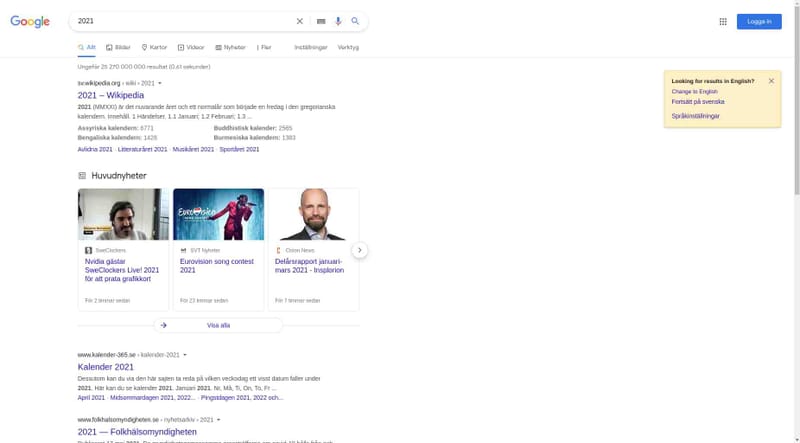 Google
2021
Logga in
Allt
Bilder
Kartor
Videor
Nyheter
Fler
Inställningar
Verktyg
Ungefär 25 270 000 000 resultat (0,61 sekunder)
Looking for results in English?
Change to English
Fortsätt på svenska
Språkinställningar
sv.wikipedia.org › wiki › 2021
2021 – Wikipedia
2021 (MMXXI) är det nuvarande året och ett normalår som började en fredag i den gregorianska
kalendern. Innehåll. 1 Händelser. 1.1 Januari; 1.2 Februari; 1.3 ...
Assyriska kalendern: 6771
Buddhistisk kalender: 2565
Bengaliska kalendern: 1428
Burmesiska kalendern: 1383
Avlidna 2021 · Litteraturåret 2021 · Musikåret 2021 · Sportåret 2021
Huvudnyheter
SweClockers
Nvidia gästar
SweClockers Live! 2021
för att prata grafikkort!
För 2 timmar sedan
EUROVISION
SVT Nyheter
Eurovision song contest
2021
För 23 timmar sedan
Cision News
Delårsrapport januari-
mars 2021 - Insplorion
För 7 timmar sedan
Visa alla
www.kalender-365.se › kalender-2021
Kalender 2021
Dessutom kan du via den här sajten ta reda på vilken veckodag ett visst datum faller under
2021. Här kan du se kalender 2021. Januari 2021. Nr, Må, Ti, On, To, Fr ...
April 2021 · Midsommardagen 2021, 2022... · Pingstdagen 2021, 2022 och...
www.folkhalsomyndigheten.se › nyhetsarkiv › 2021
2021 — Folkhälsomyndigheten